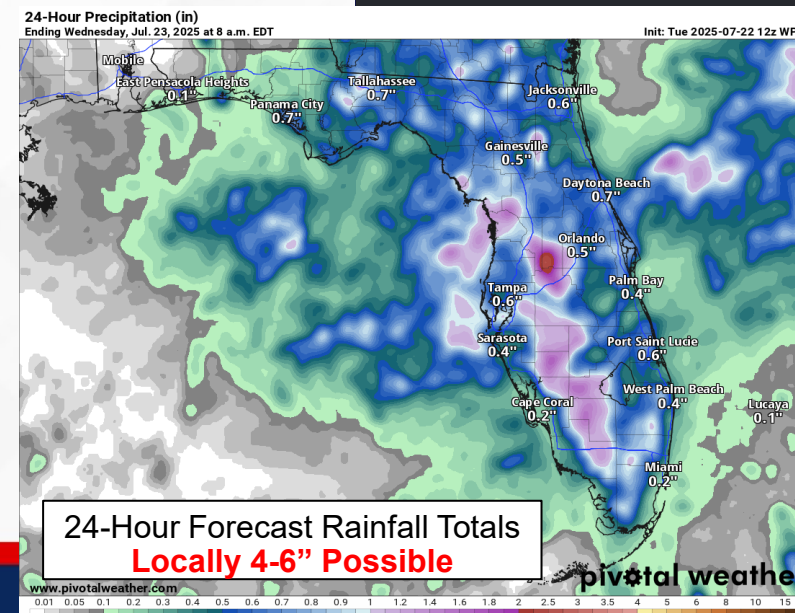 24-Hour Precipitation (in)
Ending Wednesday, Jul. 23, 2025 at 8 a.m. EDT
Init: Tue 2025-07-22 12z WP
Mobile
East Pensacola Heights
0.1"
Panama City
0.7"
Tallahassee
0.7"
Jacksonville
0.6"
Gainesville
0.5"
Daytona Beach
0.7"
Orlando
0.5"
Tampa
0.6"
Palm Bay
0.4"
Sarasota
0.4"
Port Saint Lucie
0.6"
Cape Coral
0.2"
West Palm Beach
0.4"
Lucaya
0.1"
Miami
0.2"
24-Hour Forecast Rainfall Totals
Locally 4-6” Possible
www.pivotalweather.com
pivotal weathe
0.01 0.05 0.1 0.2 0.3 0.4 0.5 0.6 0.7 0.8 0.9 1 1.2 1.4 1.6 1.8 2 2.5 3 3.5 4 5 6 7 8 9 10 15